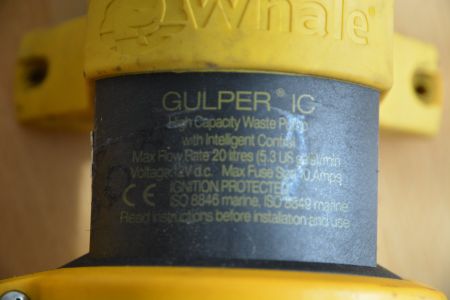 Whale
GULPER® IC
High Capacity Waste Pump
with Intelligent Control
Max Flow Rate 20 litres (5.3 US gal)/min
Voltage: V d.c. Max Fuse Size Amps
CE IGNITION PROTECTED
ISO 8846 marine, ISO 8849 marine
Read instructions before installation and use